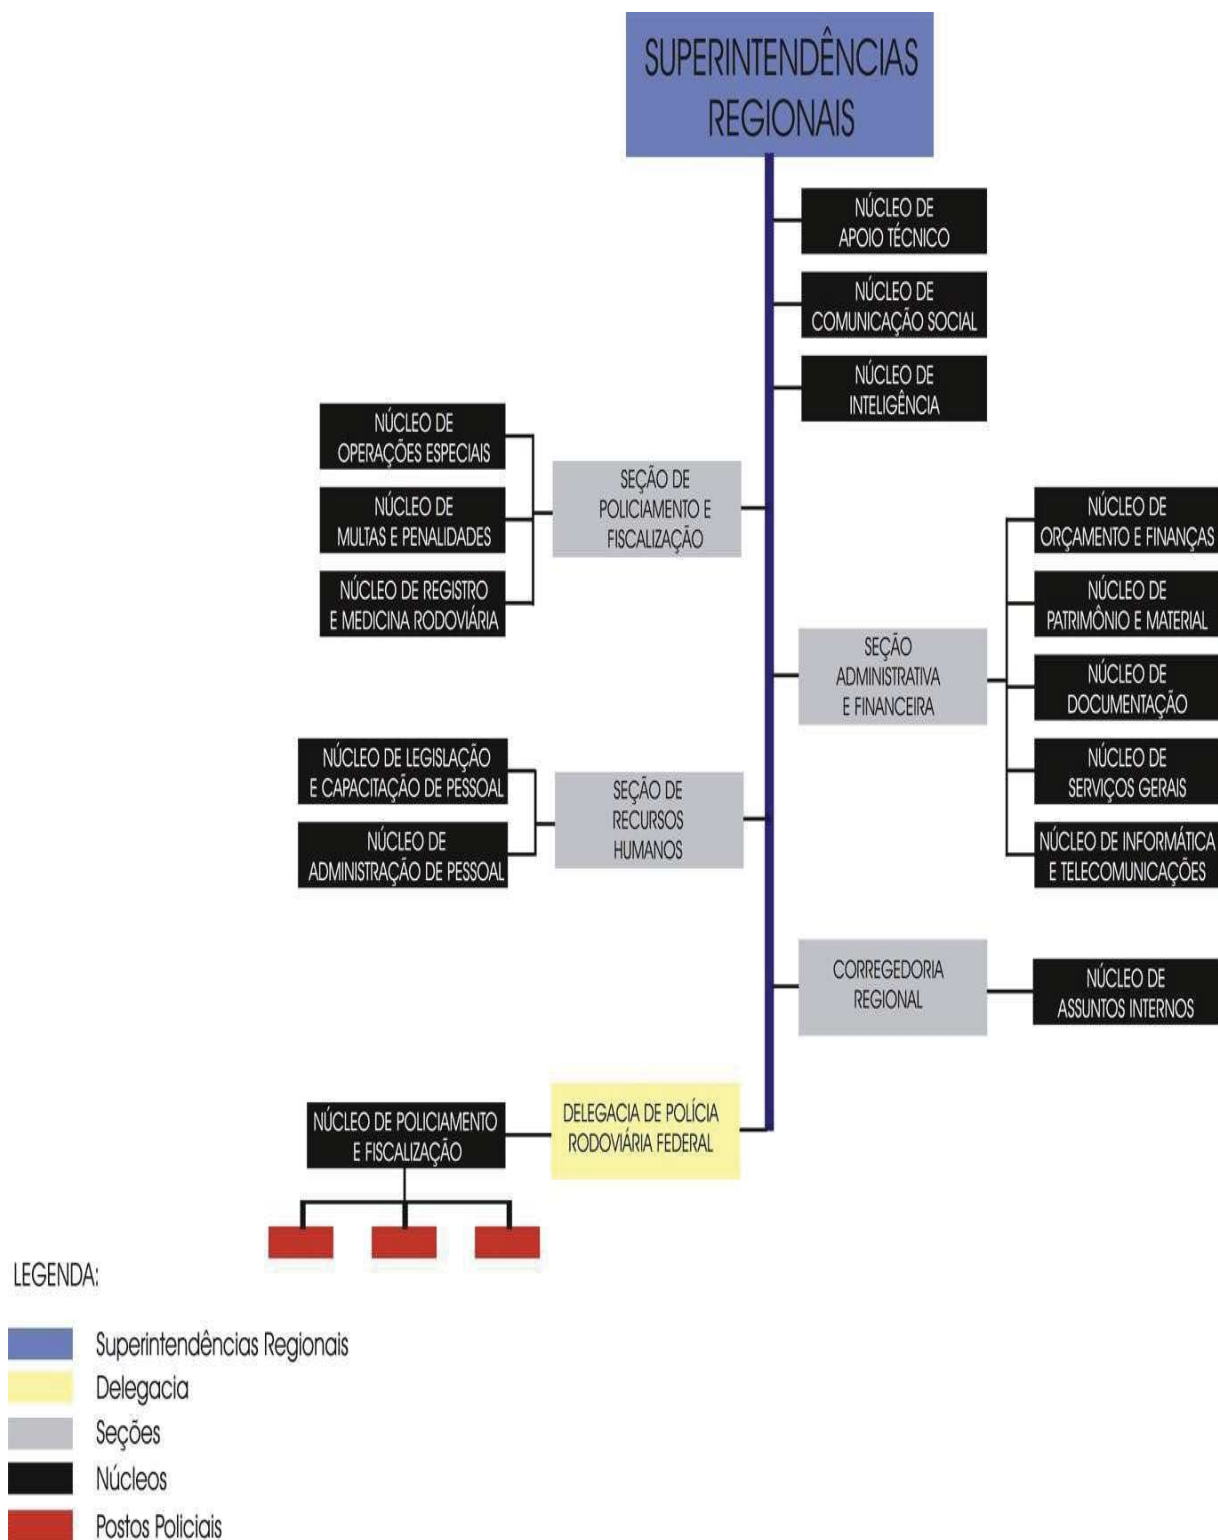 SUPERINTENDÊNCIAS
REGIONAIS
NÚCLEO DE
APOIO TÉCNICO
NÚCLEO DE
COMUNICAÇÃO SOCIAL
NÚCLEO DE
INTELIGÊNCIA
NÚCLEO DE
OPERAÇÕES ESPECIAIS
NÚCLEO DE
MULTAS E PENALIDADES
NÚCLEO DE REGISTRO
E MEDICINA RODOVIÁRIA
SEÇÃO DE
POLICIAMENTO E
FISCALIZAÇÃO
SEÇÃO
ADMINISTRATIVA
E FINANCEIRA
NÚCLEO DE
ORÇAMENTO E FINANÇAS
NÚCLEO DE
PATRIMÔNIO E MATERIAL
NÚCLEO DE
DOCUMENTAÇÃO
NÚCLEO DE
SERVIÇOS GERAIS
NÚCLEO DE INFORMÁTICA
E TELECOMUNICAÇÕES
NÚCLEO DE LEGISLAÇÃO
E CAPACITAÇÃO DE PESSOAL
NÚCLEO DE
ADMINISTRAÇÃO DE PESSOAL
SEÇÃO DE
RECURSOS
HUMANOS
CORREGEDORIA
REGIONAL
NÚCLEO DE
ASSUNTOS INTERNOS
NÚCLEO DE POLICIAMENTO
E FISCALIZAÇÃO
DELEGACIA DE POLÍCIA
RODOVIÁRIA FEDERAL
LEGENDA:
Superintendências Regionais
Delegacia
Seções
Núcleos
Postos Policiais